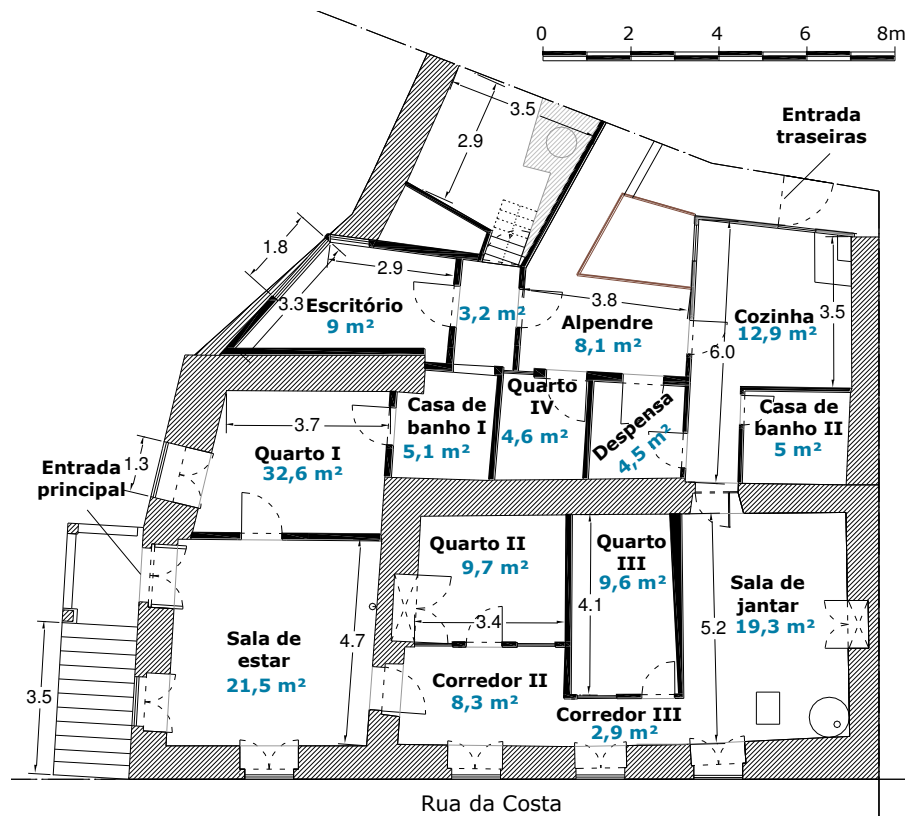 0 2 4 6 8m
Entrada
traseiras
3.5
2.9
1.8
2.9
3.3
Escritório
9 m²
3,2 m²
3.8
Alpendre
8,1 m²
Cozinha
12,9 m²
3.5
6.0
Quarto
IV
4,6 m²
Casa de
banho I
5,1 m²
Despensa
4,5 m²
Casa de
banho II
5 m²
3.7
Quarto I
32,6 m²
1.3
Entrada
principal
Quarto II
9,7 m²
3.4
Quarto
III
9,6 m²
4.1
Sala de
jantar
19,3 m²
5.2
Sala de
estar
21,5 m²
4.7
3.5
Corredor II
8,3 m²
Corredor III
2,9 m²
Rua da Costa